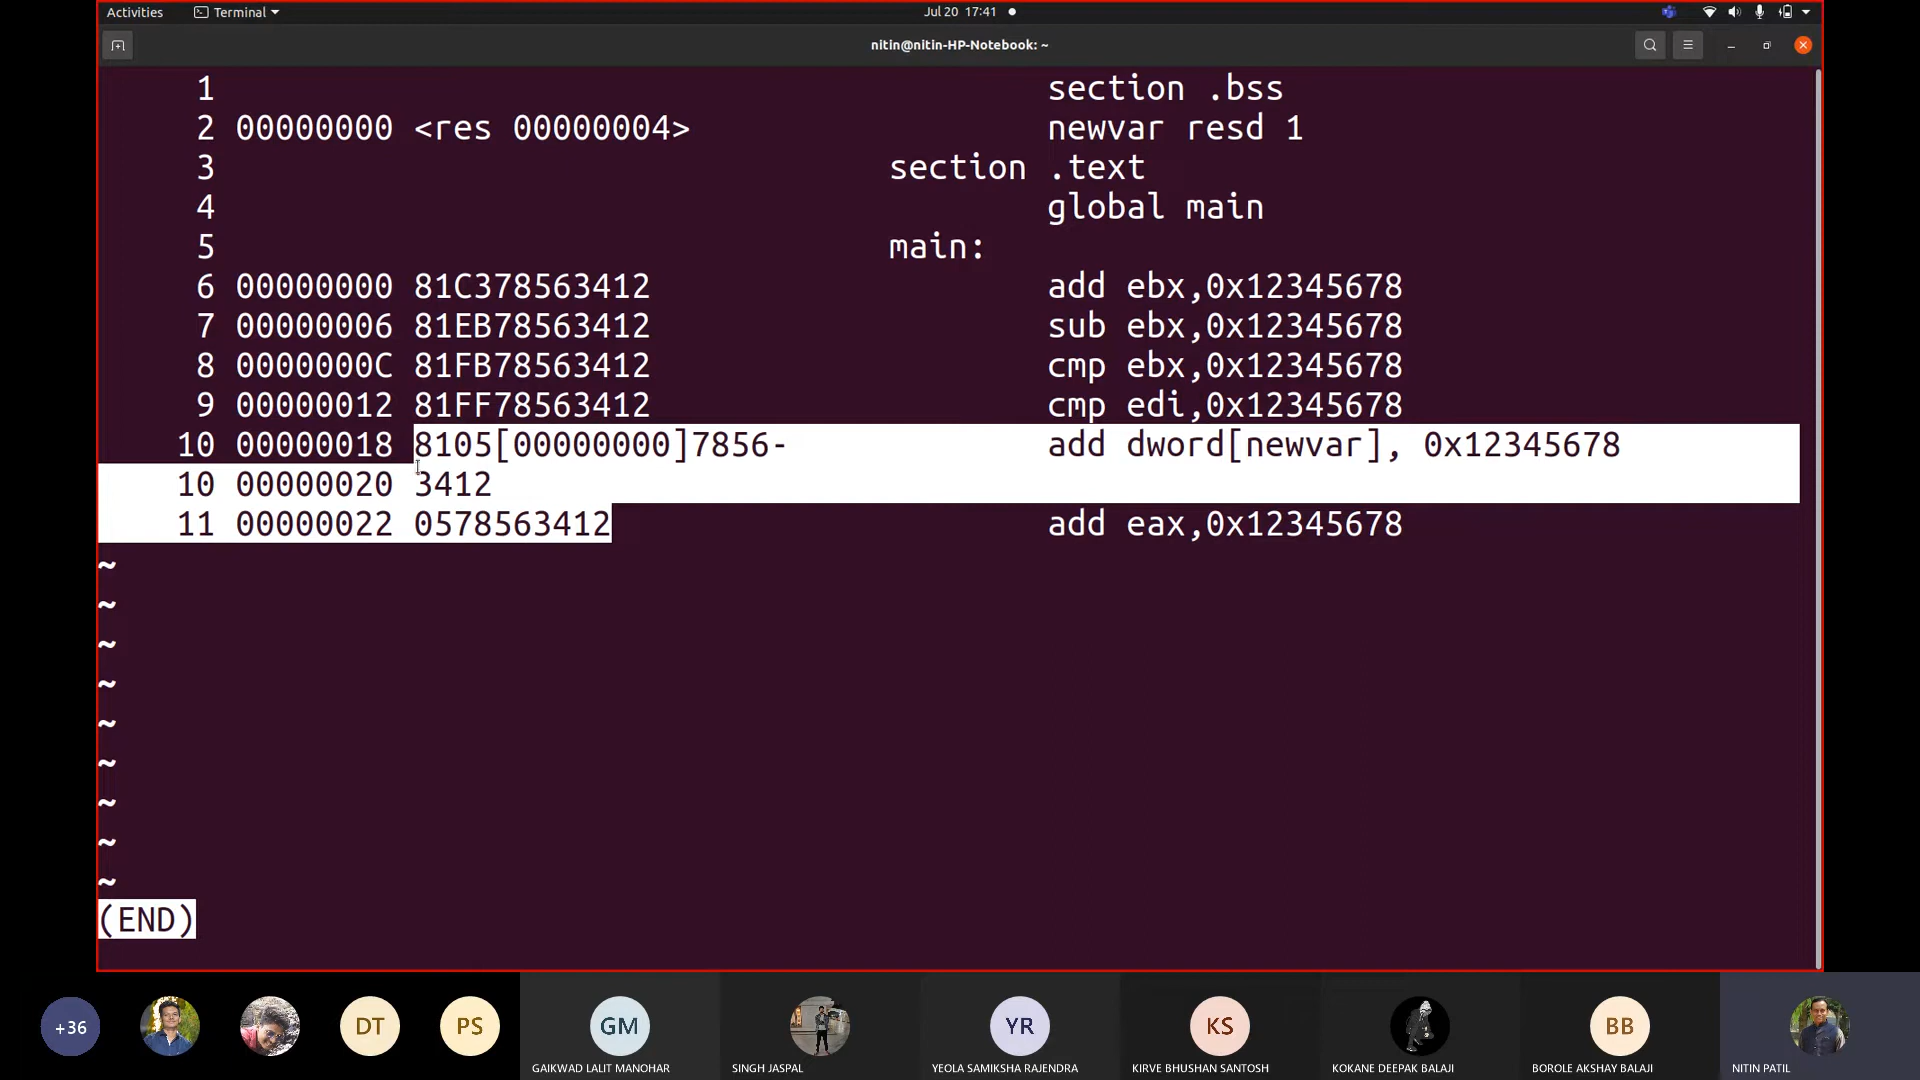 Activities Terminal Jul 20 17:41
nitin@nitin-HP-Notebook: ~
1 section .bss
2 00000000 <res 00000004> newvar resd 1
3 section .text
4 global main
5 main:
6 00000000 81C378563412 add ebx,0x12345678
7 00000006 81EB78563412 sub ebx,0x12345678
8 0000000C 81FB78563412 cmp ebx,0x12345678
9 00000012 81FF78563412 cmp edi,0x12345678
10 00000018 8105[00000000]7856- add dword[newvar], 0x12345678
10 00000020 3412
11 00000022 0578563412 add eax,0x12345678
~
~
~
~
~
~
~
~
~
(END)
+36 DT PS GM YR KS BB
GAIKWAD LALIT MANOHAR SINGH JASPAL YEOLA SAMIKSHA RAJENDRA KIRVE BHUSHAN SANTOSH KOKANE DEEPAK BALAJI BOROLE AKSHAY BALAJI NITIN PATIL